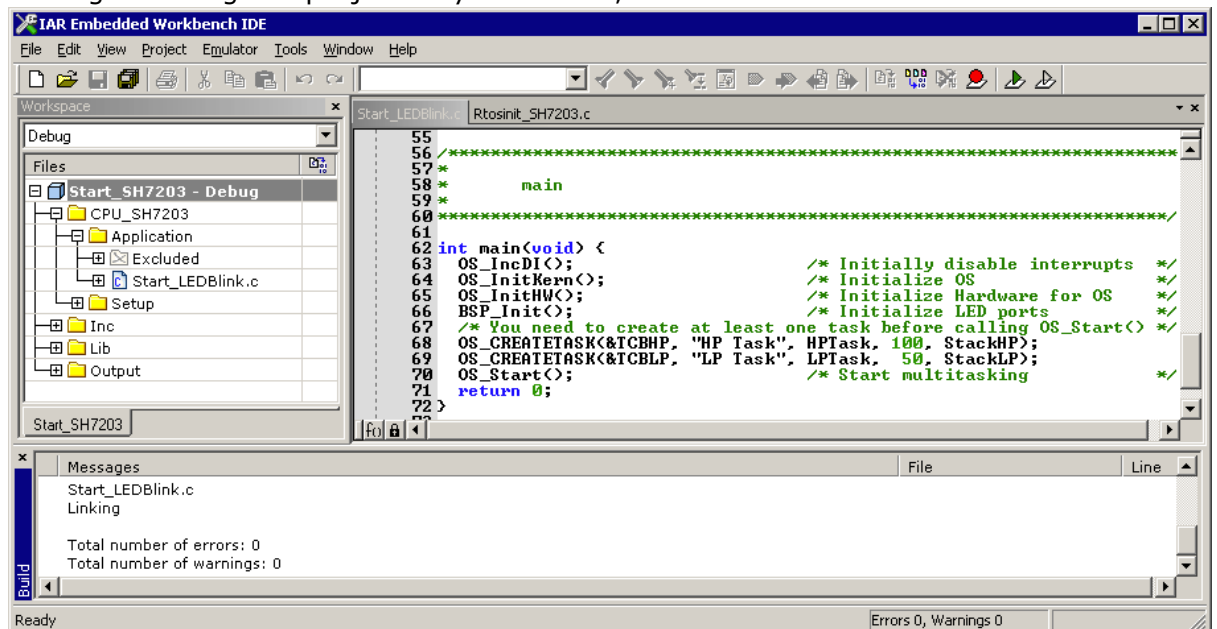 IAR Embedded Workbench IDE
File Edit View Project Emulator Tools Window Help
Workspace
Debug
Files
Start_SH7203 - Debug
CPU_SH7203
Application
Excluded
Start_LEDBlink.c
Setup
Inc
Lib
Output
Start_SH7203
Start_LEDBlink.c Rtosinit_SH7203.c
55
56 /*********************************************************************
57 *
58 *       main
59 *
60 *********************************************************************/
61
62 int main(void) {
63   OS_IncDI();                      /* Initially disable interrupts  */
64   OS_InitKern();                   /* Initialize OS                 */
65   OS_InitHW();                     /* Initialize Hardware for OS    */
66   BSP_Init();                      /* Initialize LED ports          */
67   /* You need to create at least one task before calling OS_Start() */
68   OS_CREATETASK(&TCBHP, "HP Task", HPTask, 100, StackHP);
69   OS_CREATETASK(&TCBLP, "LP Task", LPTask,  50, StackLP);
70   OS_Start();                      /* Start multitasking            */
71   return 0;
72 }
Messages File Line
Start_LEDBlink.c
Linking
Total number of errors: 0
Total number of warnings: 0
Build
Ready Errors 0, Warnings 0